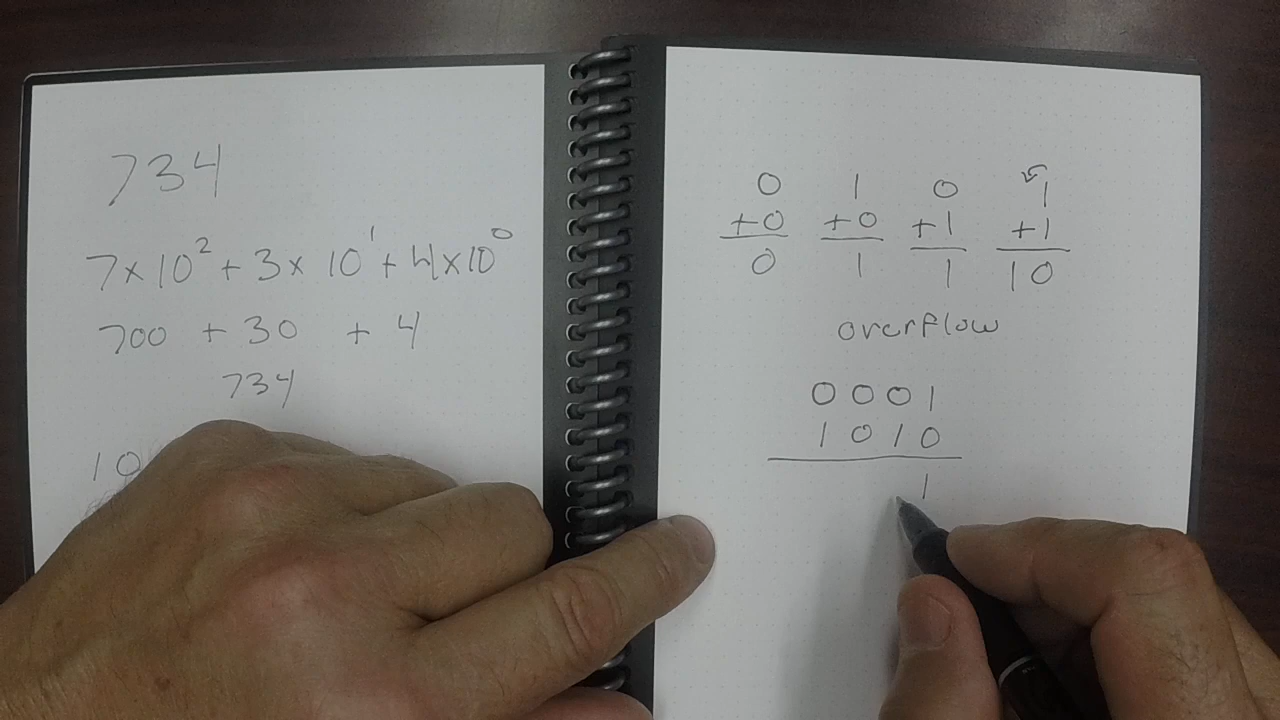 734
7×10² + 3×10¹ + 4×10⁰
700 + 30 + 4
734
10
0 1 0 1
+0 +0 +1 +1
0 1 1 10
overflow
0001
1010
1